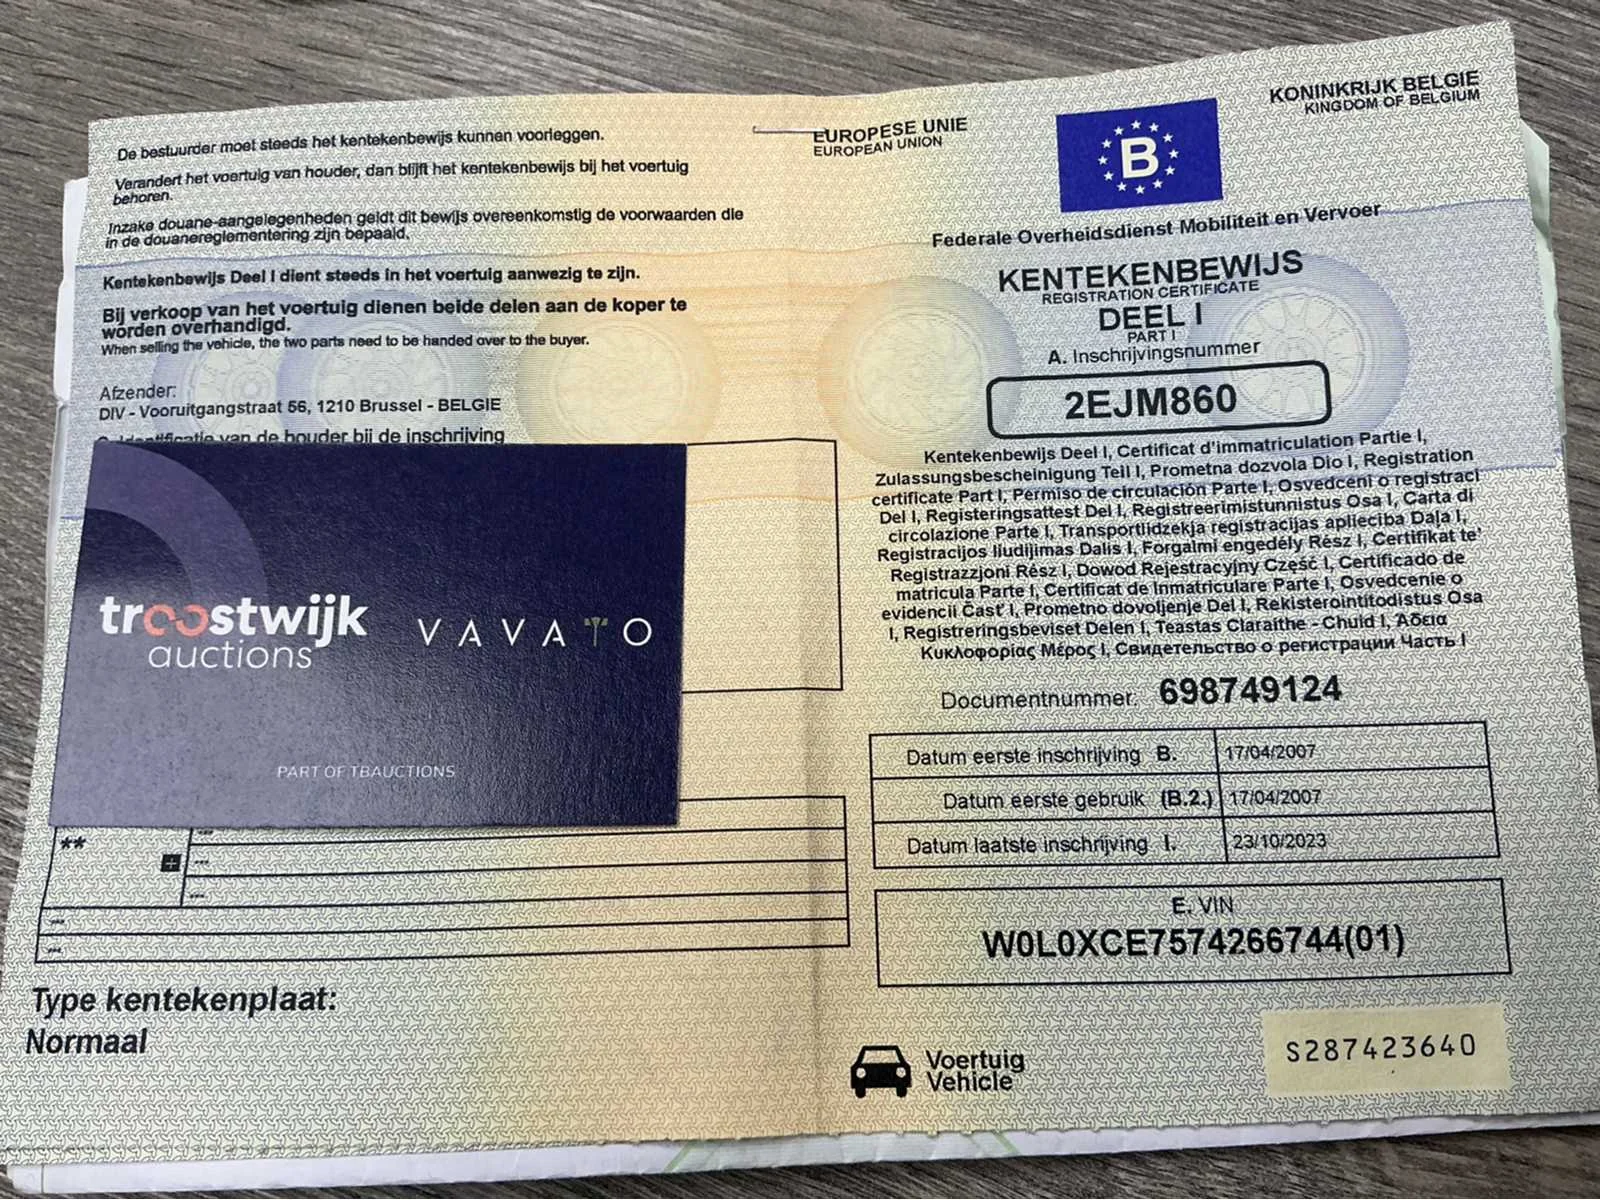 De bestuurder moet steeds het kentekenbewijs kunnen voorleggen.
Verandert het voertuig van houder, dan blijft het kentekenbewijs bij het voertuig
behoren.
Inzake douane-aangelegenheden geldt dit bewijs overeenkomstig de voorwaarden die
in de douanereglementering zijn bepaald.
Kentekenbewijs Deel I dient steeds in het voertuig aanwezig te zijn.
Bij verkoop van het voertuig dienen beide delen aan de koper te
worden overhandigd.
When selling the vehicle, the two parts need to be handed over to the buyer.
Afzender:
DIV - Vooruitgangstraat 56, 1210 Brussel - BELGIE
Identificatie van de houder bij de inschrijving
troostwijk
auctions
VAVATO
PART OF TBAUCTIONS
**
---
---
---
---
---
Type kentekenplaat:
Normaal
EUROPESE UNIE
EUROPEAN UNION
B
KONINKRIJK BELGIE
KINGDOM OF BELGIUM
Federale Overheidsdienst Mobiliteit en Vervoer
KENTEKENBEWIJS
REGISTRATION CERTIFICATE
DEEL I
PART I
A. Inschrijvingsnummer
2EJM860
Kentekenbewijs Deel I, Certificat d'immatriculation Partie I,
Zulassungsbescheinigung Teil I, Prometna dozvola Dio I, Registration
certificate Part I, Permiso de circulación Parte I, Osvedceni o registraci
Del I, Registeringsattest Del I, Registreerimistunnistus Osa I, Carta di
circolazione Parte I, Transportlidzekja registracijas aplieciba Daļa I,
Registracijos liudijimas Dalis I, Forgalmi engedély Rész I, Certifikat te'
Registrazzjoni Rész I, Dowod Rejestracyjny Część I, Certificado de
matricula Parte I, Certificat de Inmatriculare Parte I, Osvedcenie o
evidencii Časť I, Prometno dovoljenje Del I, Rekisterointitodistus Osa
I, Registreringsbeviset Delen I, Teastas Claraithe - Chuid I, Άδεια
Κυκλοφορίας Μέρος I, Свидетельство о регистрации Часть I
Documentnummer: 698749124
Datum eerste inschrijving B. 17/04/2007
Datum eerste gebruik (B.2.) 17/04/2007
Datum laatste inschrijving I. 23/10/2023
E. VIN
W0L0XCE7574266744(01)
Voertuig
Vehicle
S287423640